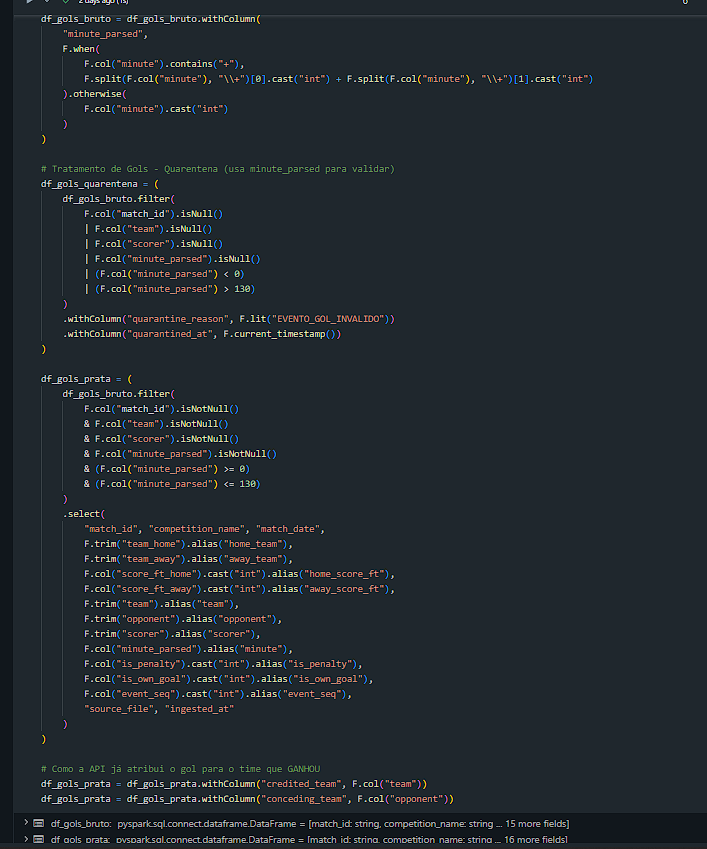 2 days ago (1s)
df_gols_bruto = df_gols_bruto.withColumn(
    "minute_parsed",
    F.when(
        F.col("minute").contains("+"),
        F.split(F.col("minute"), "\\+")[0].cast("int") + F.split(F.col("minute"), "\\+")[1].cast("int")
    ).otherwise(
        F.col("minute").cast("int")
    )
)
# Tratamento de Gols - Quarentena (usa minute_parsed para validar)
df_gols_quarentena = (
    df_gols_bruto.filter(
        F.col("match_id").isNull()
        | F.col("team").isNull()
        | F.col("scorer").isNull()
        | F.col("minute_parsed").isNull()
        | (F.col("minute_parsed") < 0)
        | (F.col("minute_parsed") > 130)
    )
    .withColumn("quarantine_reason", F.lit("EVENTO_GOL_INVALIDO"))
    .withColumn("quarantined_at", F.current_timestamp())
)
df_gols_prata = (
    df_gols_bruto.filter(
        F.col("match_id").isNotNull()
        & F.col("team").isNotNull()
        & F.col("scorer").isNotNull()
        & F.col("minute_parsed").isNotNull()
        & (F.col("minute_parsed") >= 0)
        & (F.col("minute_parsed") <= 130)
    )
    .select(
        "match_id", "competition_name", "match_date",
        F.trim("team_home").alias("home_team"),
        F.trim("team_away").alias("away_team"),
        F.col("score_ft_home").cast("int").alias("home_score_ft"),
        F.col("score_ft_away").cast("int").alias("away_score_ft"),
        F.trim("team").alias("team"),
        F.trim("opponent").alias("opponent"),
        F.trim("scorer").alias("scorer"),
        F.col("minute_parsed").alias("minute"),
        F.col("is_penalty").cast("int").alias("is_penalty"),
        F.col("is_own_goal").cast("int").alias("is_own_goal"),
        F.col("event_seq").cast("int").alias("event_seq"),
        "source_file", "ingested_at"
    )
)
# Como a API já atribui o gol para o time que GANHOU
df_gols_prata = df_gols_prata.withColumn("credited_team", F.col("team"))
df_gols_prata = df_gols_prata.withColumn("conceding_team", F.col("opponent"))
df_gols_bruto: pyspark.sql.connect.dataframe.DataFrame = [match_id: string, competition_name: string ... 15 more fields]
df_gols_prata: pyspark.sql.connect.dataframe.DataFrame = [match_id: string, competition_name: string ... 16 more fields]